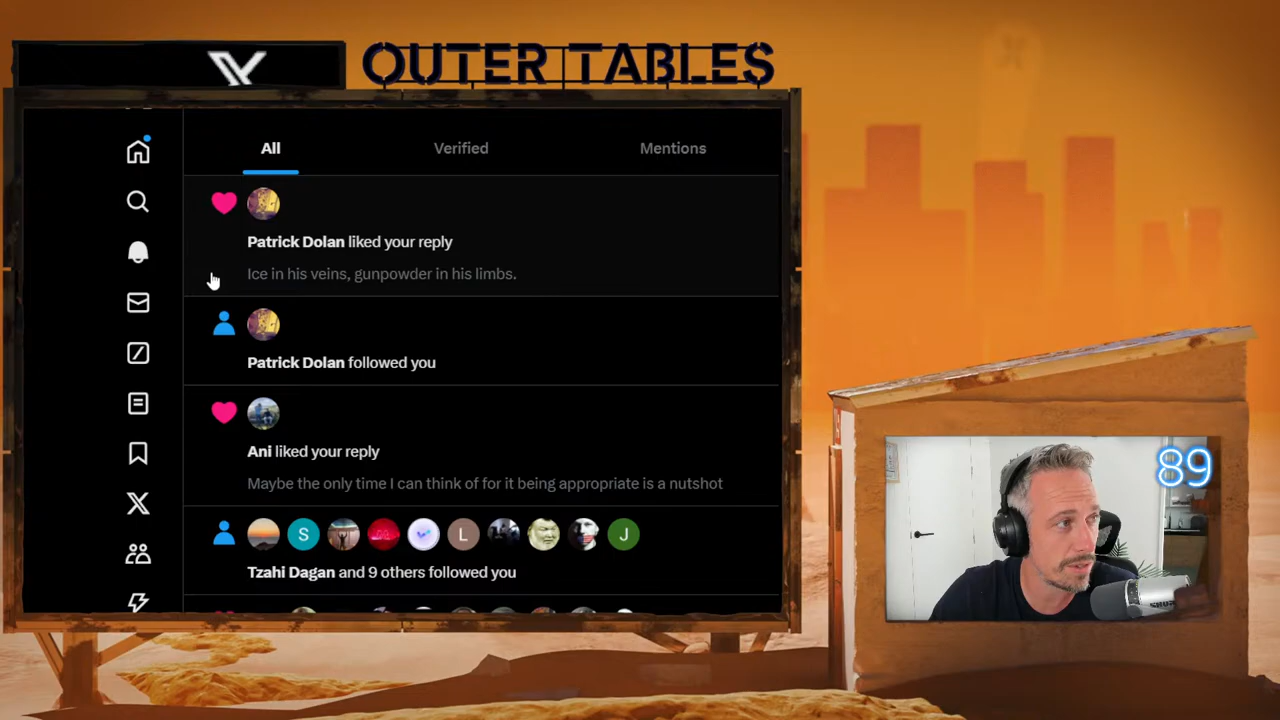 OUTER TABLES
All
Verified
Mentions
Patrick Dolan liked your reply
Ice in his veins, gunpowder in his limbs.
Patrick Dolan followed you
Ani liked your reply
Maybe the only time I can think of for it being appropriate is a nutshot
S
L
J
Tzahi Dagan and 9 others followed you
89